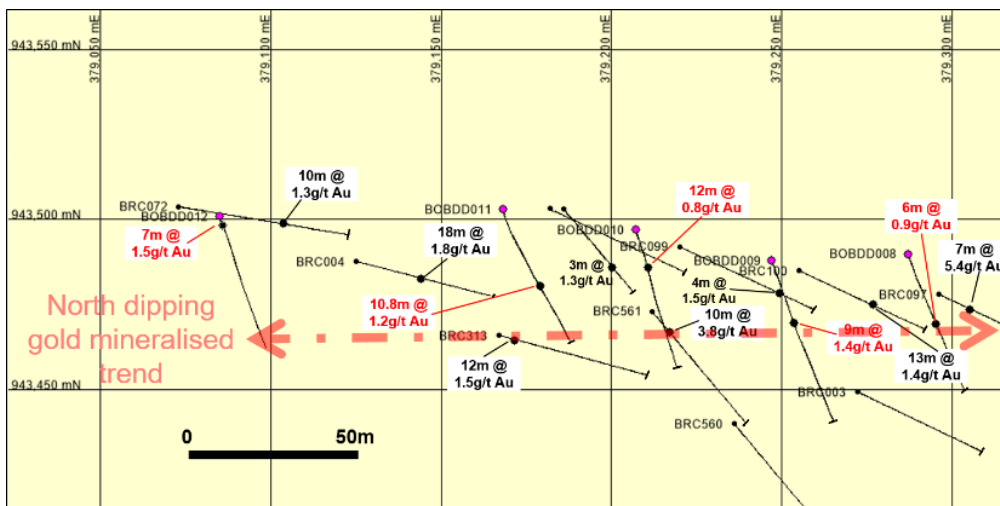 379,050 mE
379,100 mE
379,150 mE
379,200 mE
379,250 mE
379,300 mE
943,550 mN
943,500 mN
943,450 mN
BRC072
BOBDD012
7m @
1.5g/t Au
10m @
1.3g/t Au
BRC004
18m @
1.8g/t Au
BOBDD011
10.8m @
1.2g/t Au
BRC313
12m @
1.5g/t Au
BOBDD010
3m @
1.3g/t Au
BRC099
12m @
0.8g/t Au
BRC561
10m @
3.8g/t Au
BRC560
BOBDD009
BRC100
4m @
1.5g/t Au
9m @
1.4g/t Au
BOBDD008
6m @
0.9g/t Au
7m @
5.4g/t Au
BRC097
13m @
1.4g/t Au
BRC003
North dipping
gold mineralised
trend
0 50m